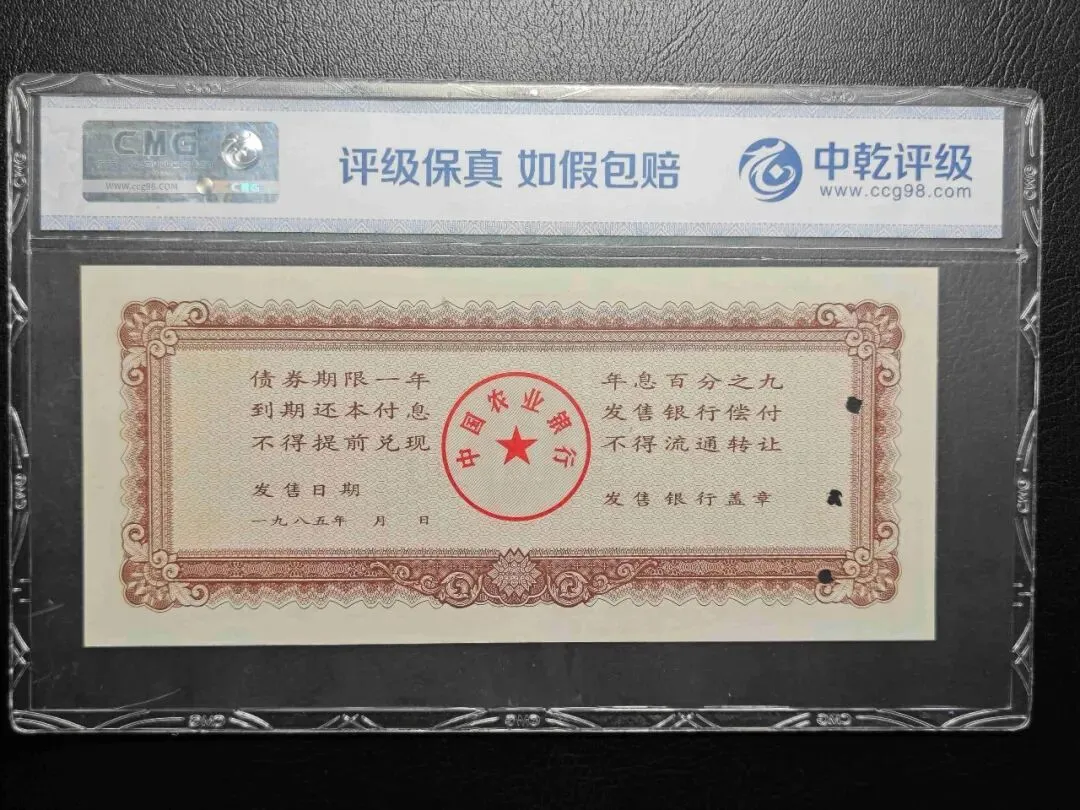 CMG
www.ccg98.com
评级保真 如假包赔
中乾评级
www.ccg98.com
债券期限一年
到期还本付息
不得提前兑现
发售日期
一九八五年 月 日
中国农业银行
年息百分之九
发售银行偿付
不得流通转让
发售银行盖章